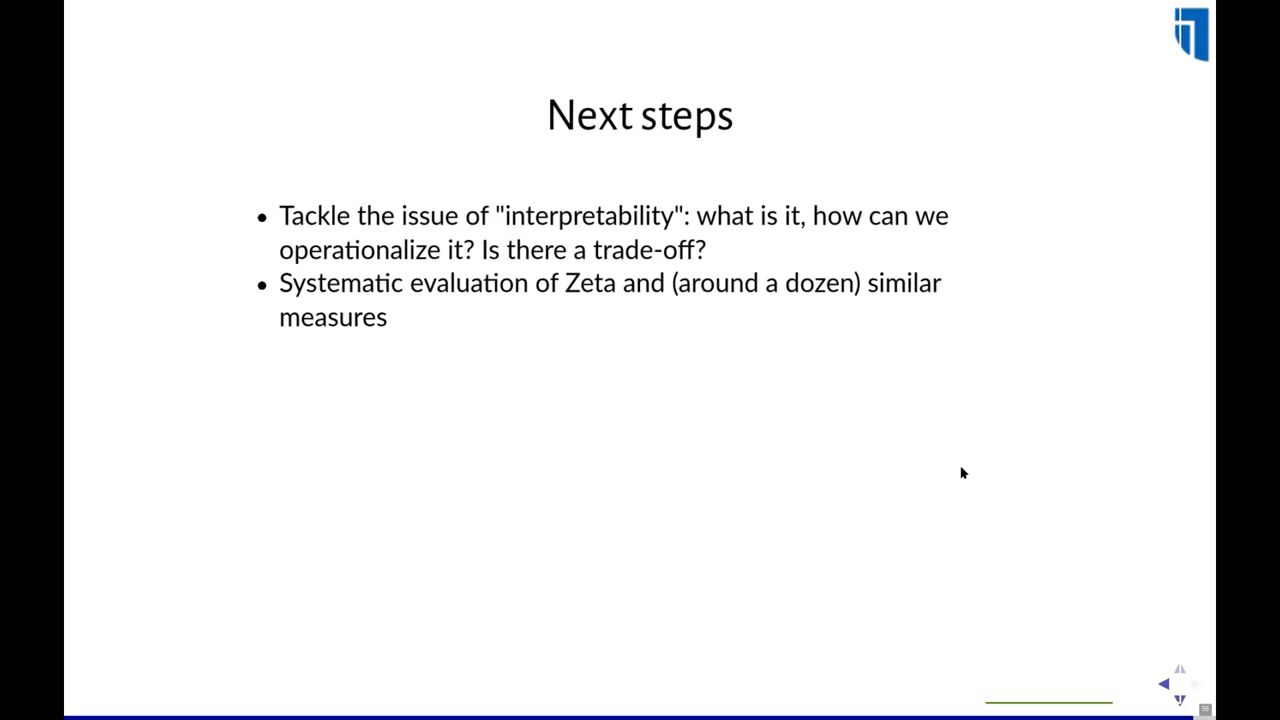 Next steps
• Tackle the issue of "interpretability": what is it, how can we
operationalize it? Is there a trade-off?
• Systematic evaluation of Zeta and (around a dozen) similar
measures